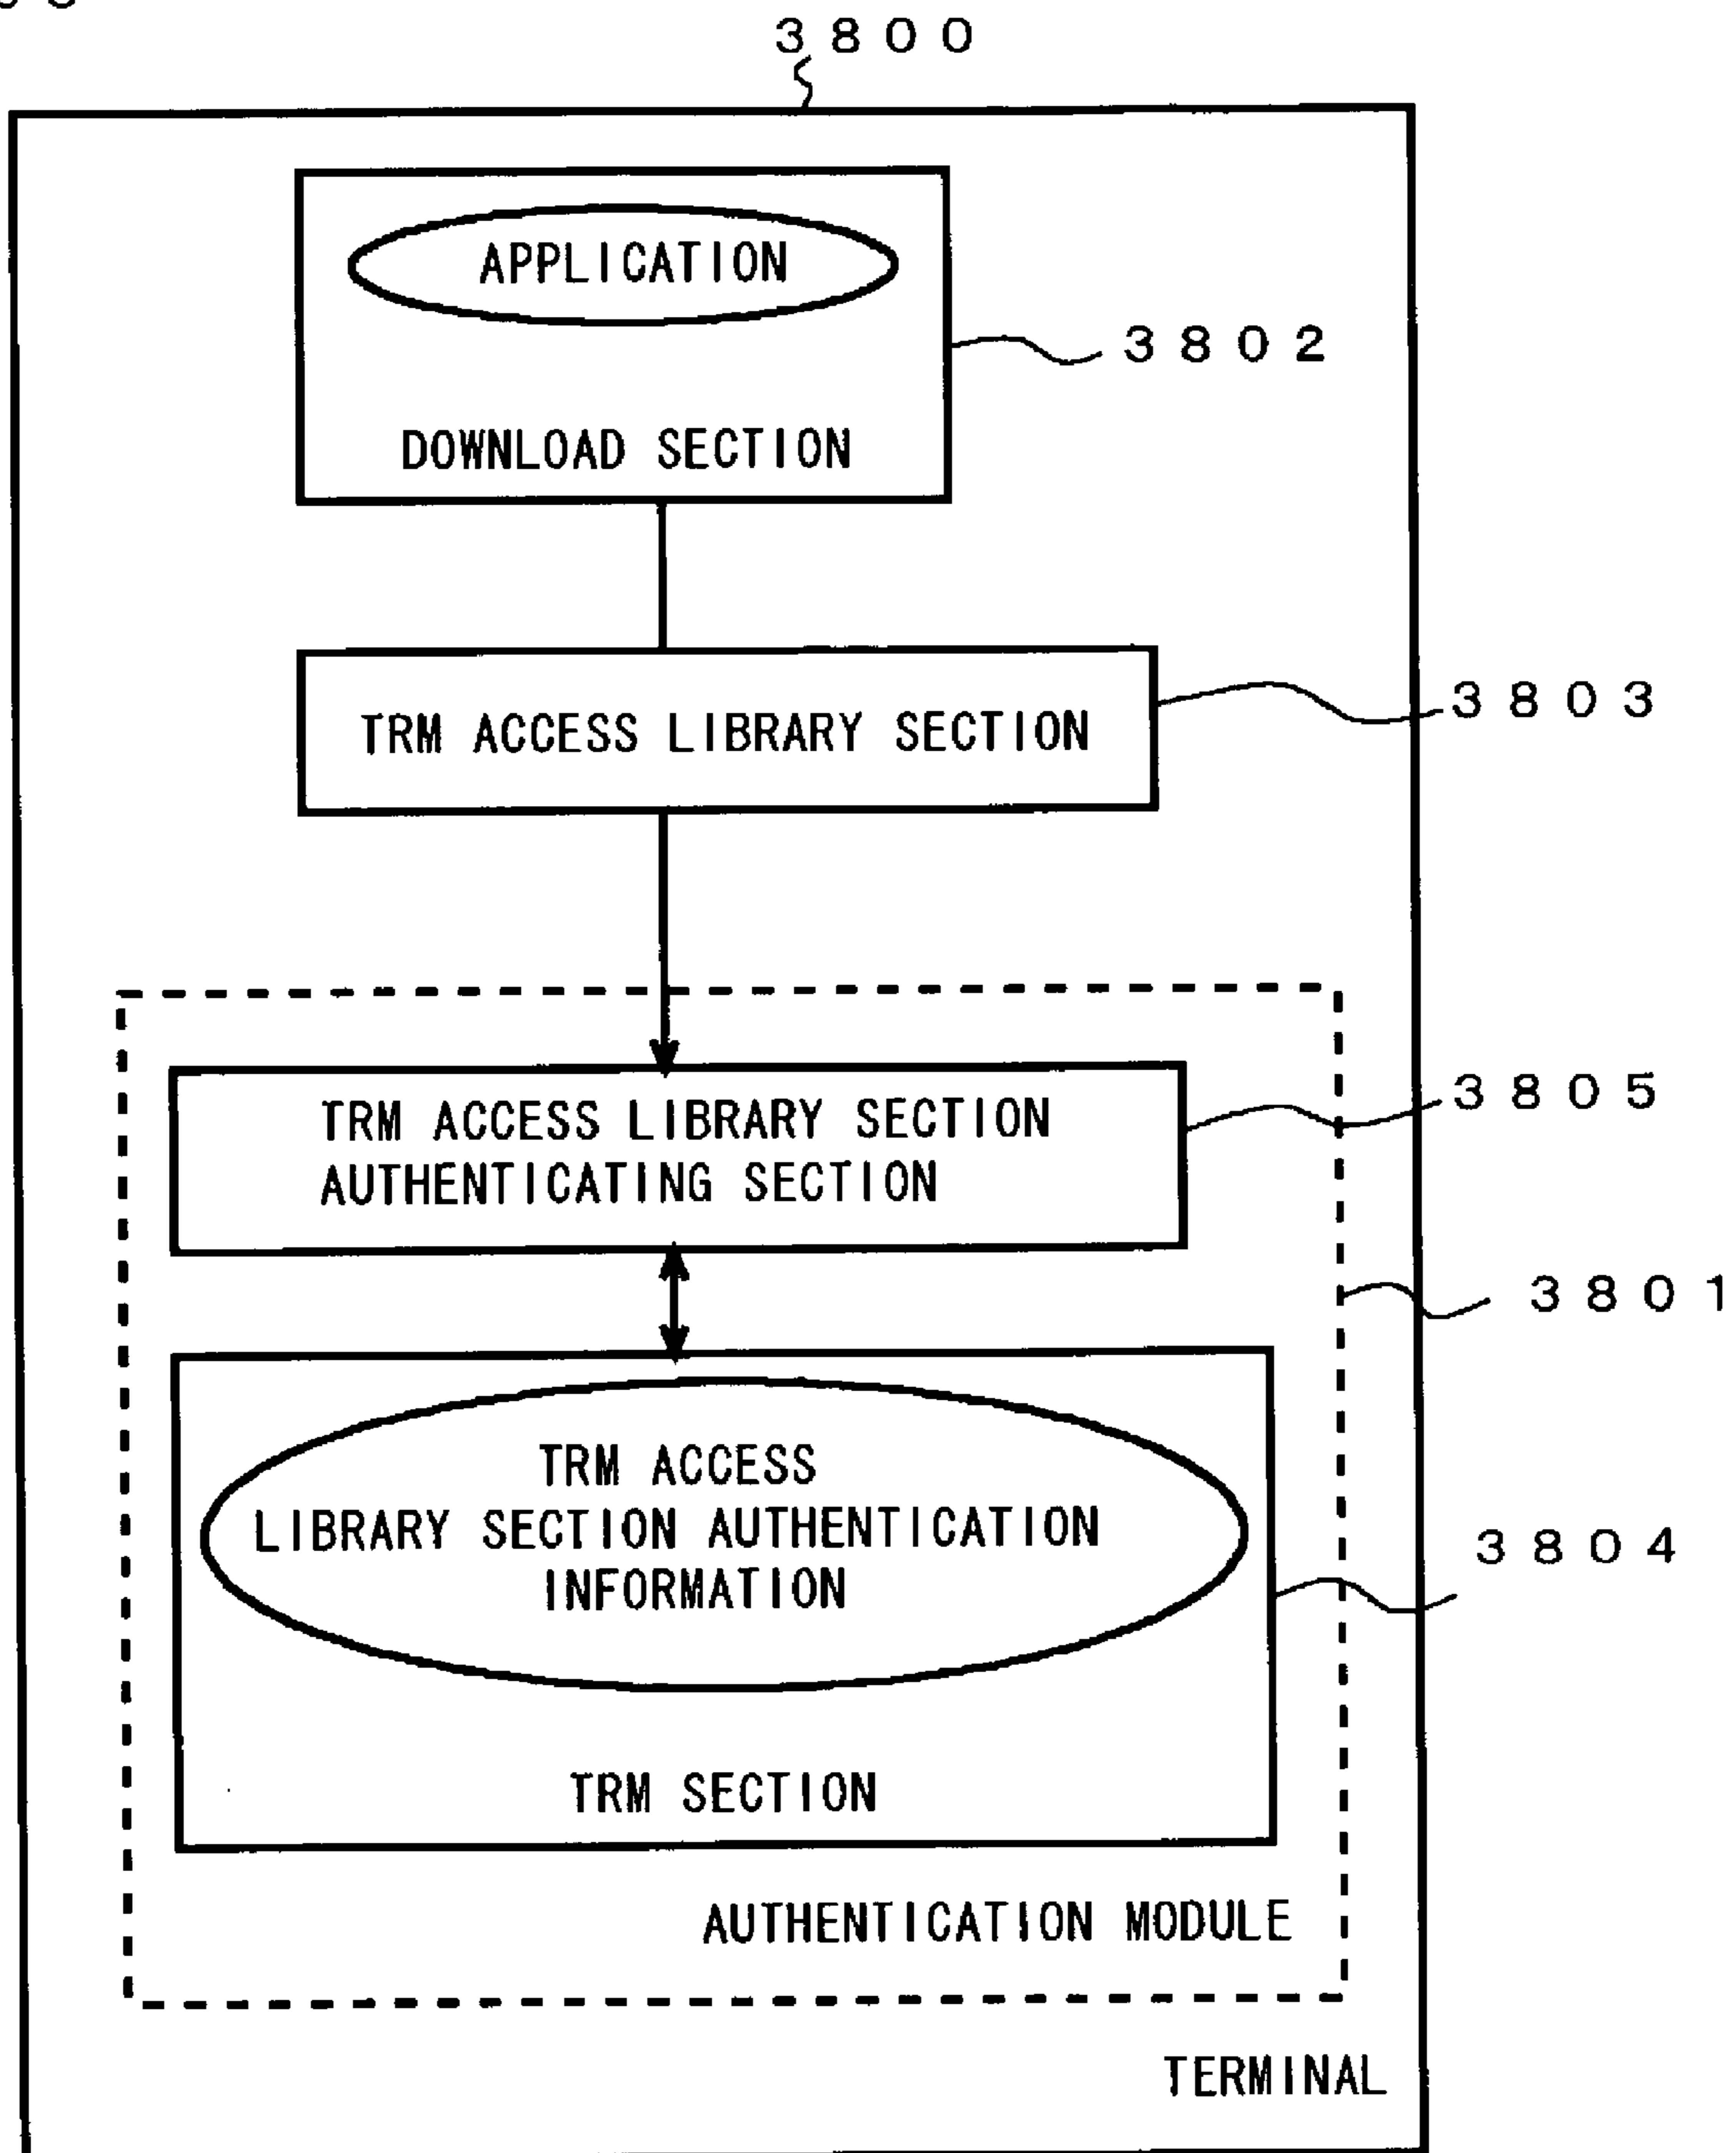 3800
APPLICATION
3802
DOWNLOAD SECTION
TRM ACCESS LIBRARY SECTION
3803
TRM ACCESS LIBRARY SECTION
AUTHENTICATING SECTION
3805
3801
TRM ACCESS
LIBRARY SECTION AUTHENTICATION
INFORMATION
3804
TRM SECTION
AUTHENTICATION MODULE
TERMINAL